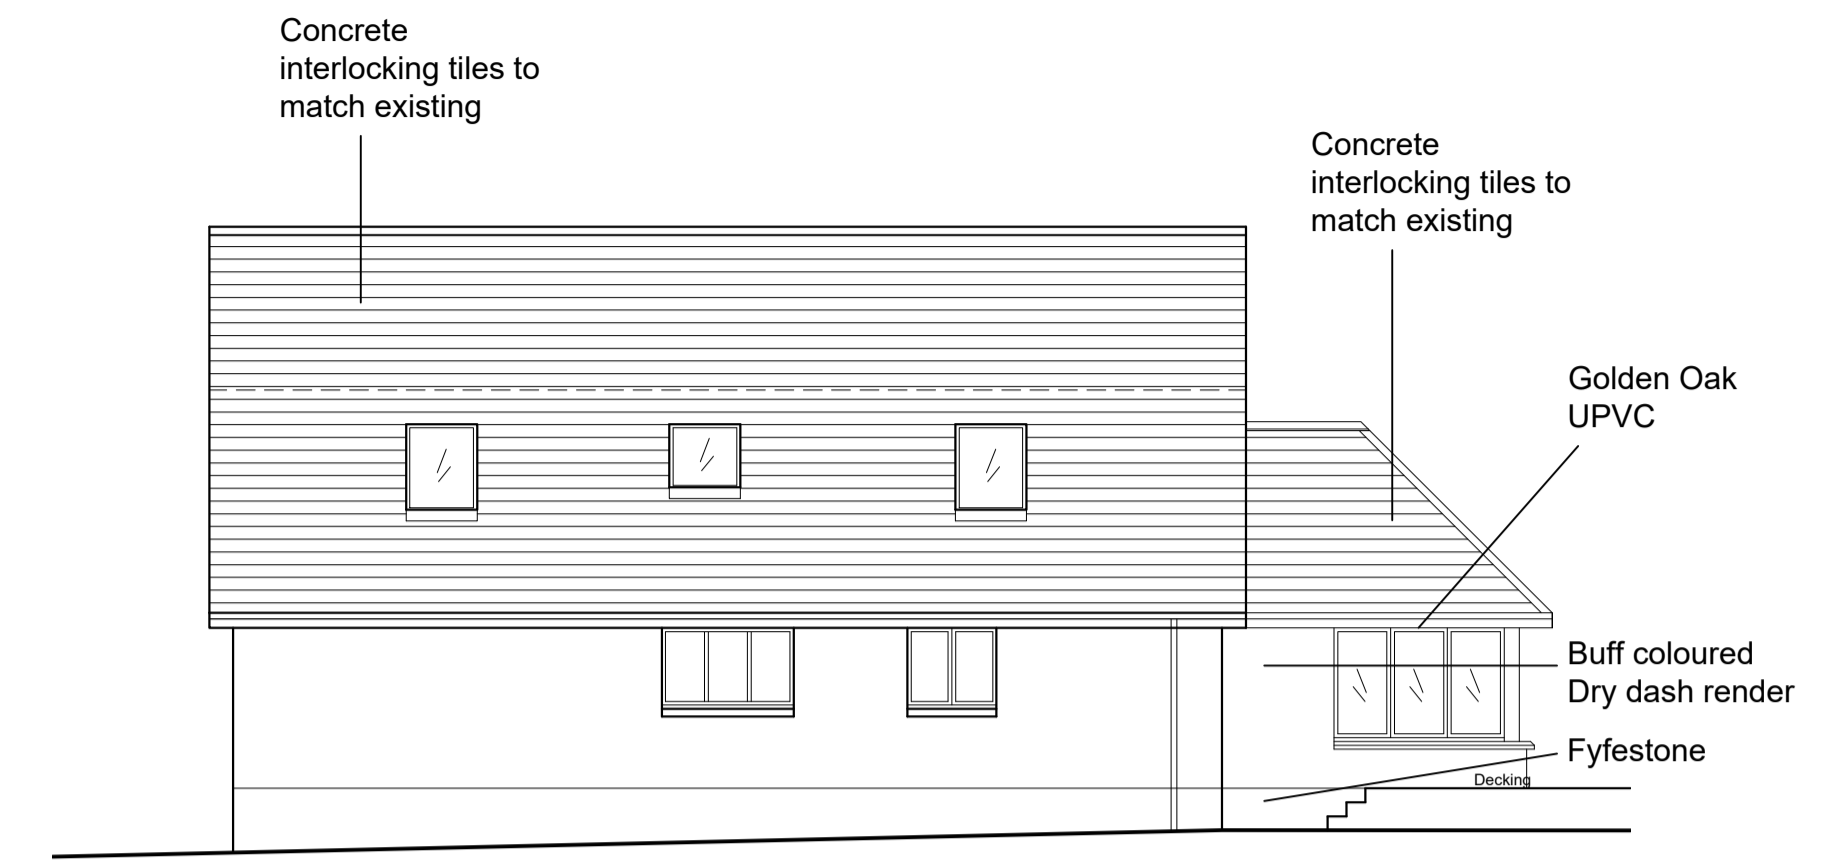 Concrete
interlocking tiles to
match existing
Concrete
interlocking tiles to
match existing
Golden Oak
UPVC
Buff coloured
Dry dash render
Fyfestone
Decking